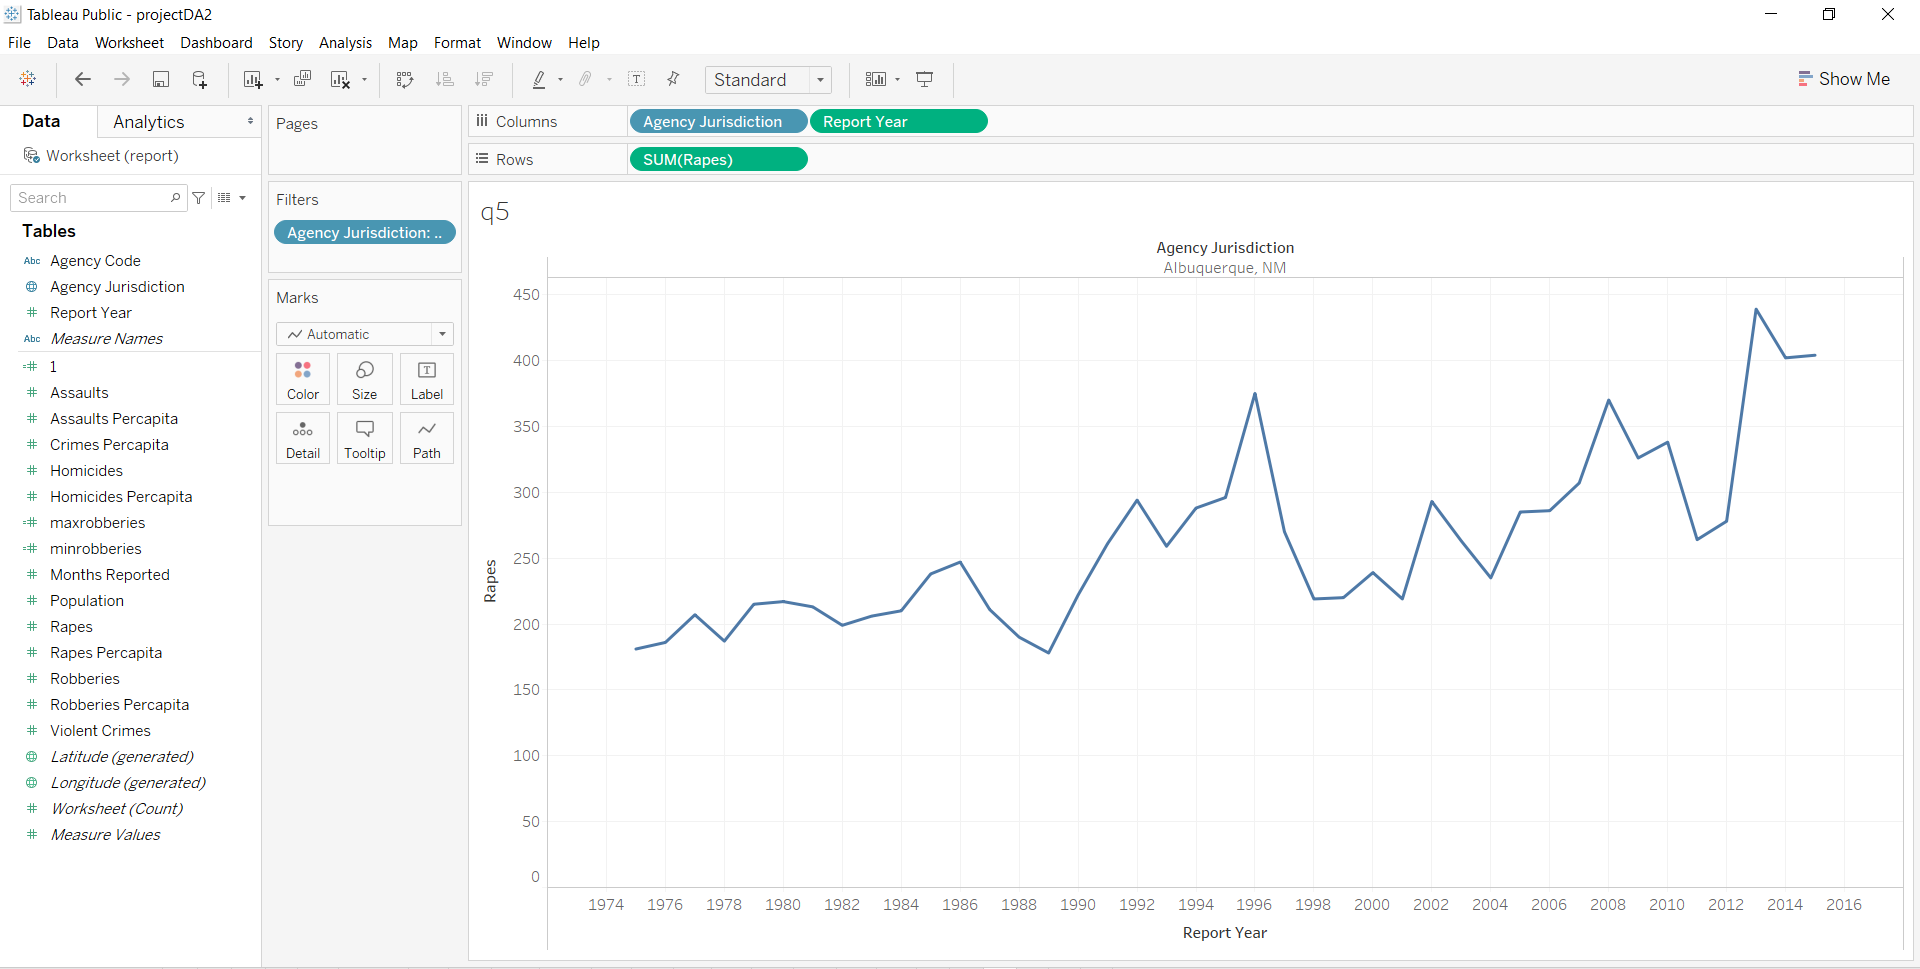 Tableau Public - projectDA2
File Data Worksheet Dashboard Story Analysis Map Format Window Help
Standard
Show Me
Data Analytics
Worksheet (report)
Search
Tables
Abc Agency Code
Agency Jurisdiction
# Report Year
Abc Measure Names
=# 1
# Assaults
# Assaults Percapita
# Crimes Percapita
# Homicides
# Homicides Percapita
=# maxrobberies
=# minrobberies
# Months Reported
# Population
# Rapes
# Rapes Percapita
# Robberies
# Robberies Percapita
# Violent Crimes
Latitude (generated)
Longitude (generated)
# Worksheet (Count)
# Measure Values
Pages
Filters
Agency Jurisdiction: ..
Marks
Automatic
Color Size T Label
Detail Tooltip Path
Columns Agency Jurisdiction Report Year
Rows SUM(Rapes)
q5
Agency Jurisdiction
Albuquerque, NM
450
400
350
300
250
200
150
100
50
0
Rapes
1974 1976 1978 1980 1982 1984 1986 1988 1990 1992 1994 1996 1998 2000 2002 2004 2006 2008 2010 2012 2014 2016
Report Year